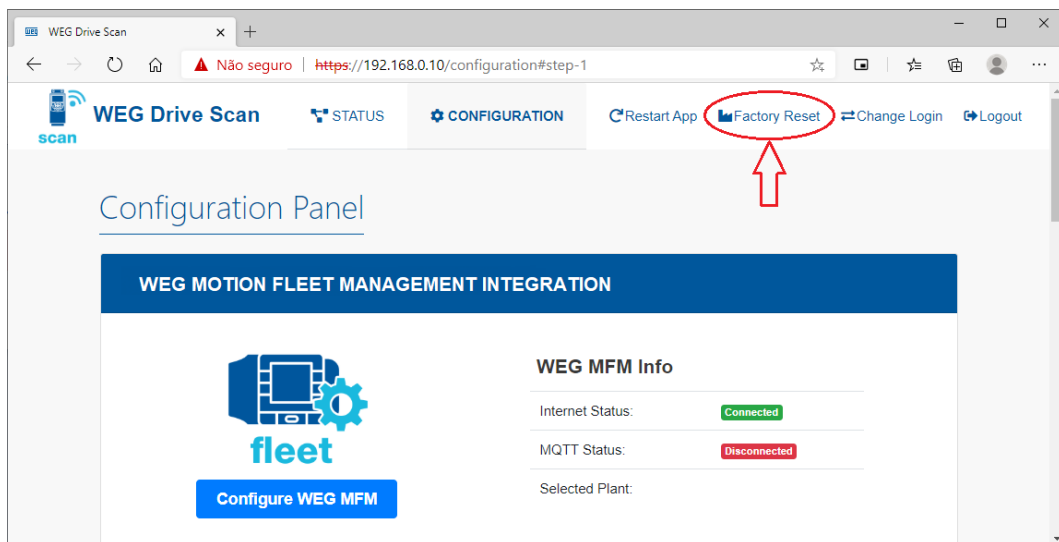 WEG Drive Scan
Não seguro | https://192.168.0.10/configuration#step-1
scan
WEG Drive Scan
STATUS
CONFIGURATION
Restart App
Factory Reset
Change Login
Logout
Configuration Panel
WEG MOTION FLEET MANAGEMENT INTEGRATION
fleet
Configure WEG MFM
WEG MFM Info
Internet Status: Connected
MQTT Status: Disconnected
Selected Plant: